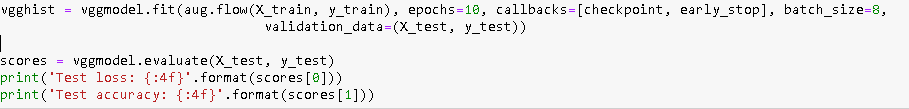 vgghist = vggmodel.fit(aug.flow(X_train, y_train), epochs=10, callbacks=[checkpoint, early_stop], batch_size=8,
validation_data=(X_test, y_test))
scores = vggmodel.evaluate(X_test, y_test)
print('Test loss: {:4f}'.format(scores[0]))
print('Test accuracy: {:4f}'.format(scores[1]))